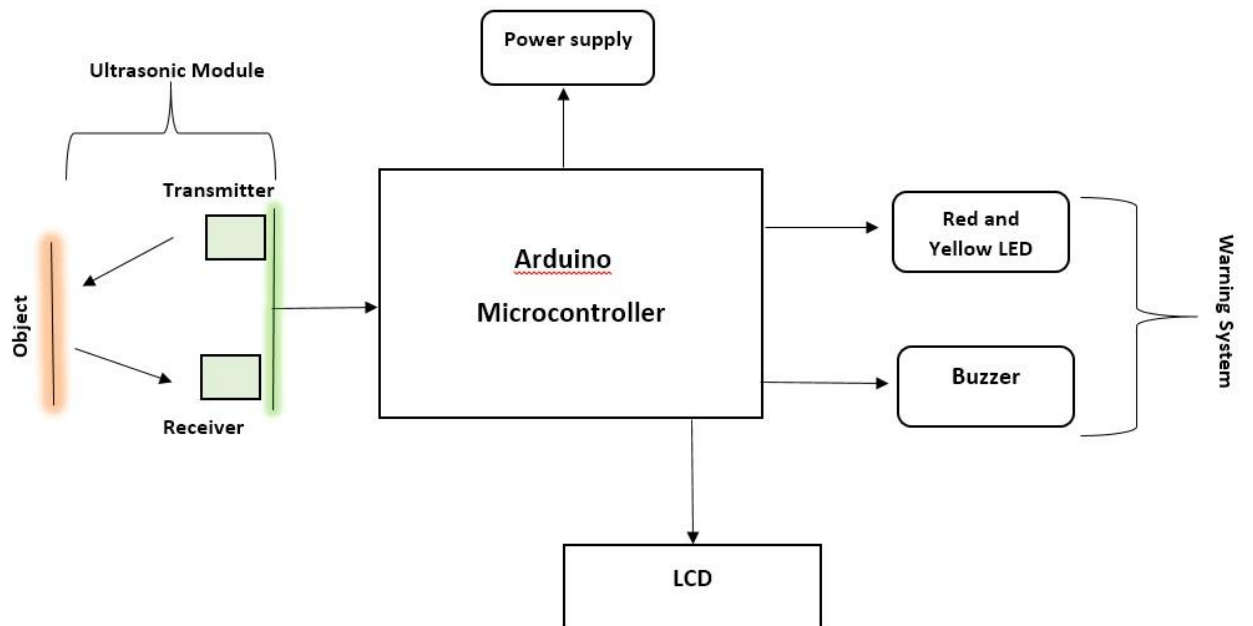 Power supply
Ultrasonic Module
Transmitter
Object
Receiver
Arduino
Microcontroller
Red and
Yellow LED
Buzzer
Warning System
LCD